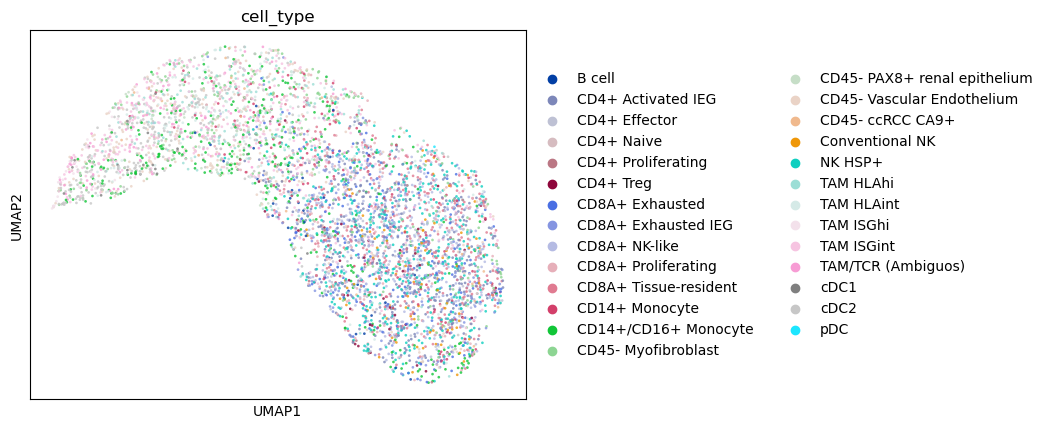 cell_type
UMAP2
UMAP1
B cell
CD4+ Activated IEG
CD4+ Effector
CD4+ Naive
CD4+ Proliferating
CD4+ Treg
CD8A+ Exhausted
CD8A+ Exhausted IEG
CD8A+ NK-like
CD8A+ Proliferating
CD8A+ Tissue-resident
CD14+ Monocyte
CD14+/CD16+ Monocyte
CD45- Myofibroblast
CD45- PAX8+ renal epithelium
CD45- Vascular Endothelium
CD45- ccRCC CA9+
Conventional NK
NK HSP+
TAM HLAhi
TAM HLAint
TAM ISGhi
TAM ISGint
TAM/TCR (Ambiguos)
cDC1
cDC2
pDC